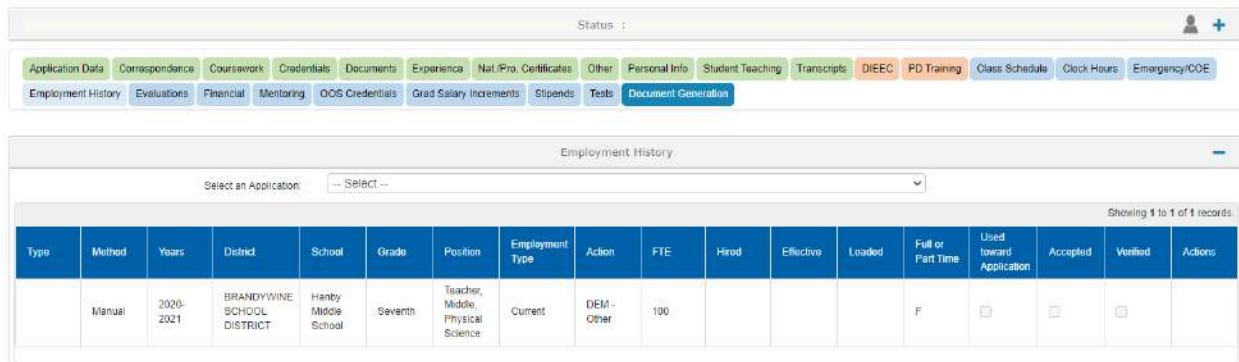 Status :
Application Data Correspondence Coursework Credentials Documents Experience Nat./Pro. Certificates Other Personal Info Student Teaching Transcripts DIEEC PD Training Class Schedule Clock Hours Emergency/COE
Employment History Evaluations Financial Mentoring OOS Credentials Grad Salary Increments Stipends Tests Document Generation
Employment History
Select an Application: -- Select --
Showing 1 to 1 of 1 records.
Type Method Years District School Grade Position Employment Type Action FTE Hired Effective Loaded Full or Part Time Used toward Application Accepted Verified Actions
Manual 2020-2021 BRANDYWINE SCHOOL DISTRICT Hanby Middle School Seventh Teacher, Middle, Physical Science Current DEM - Other 100 F